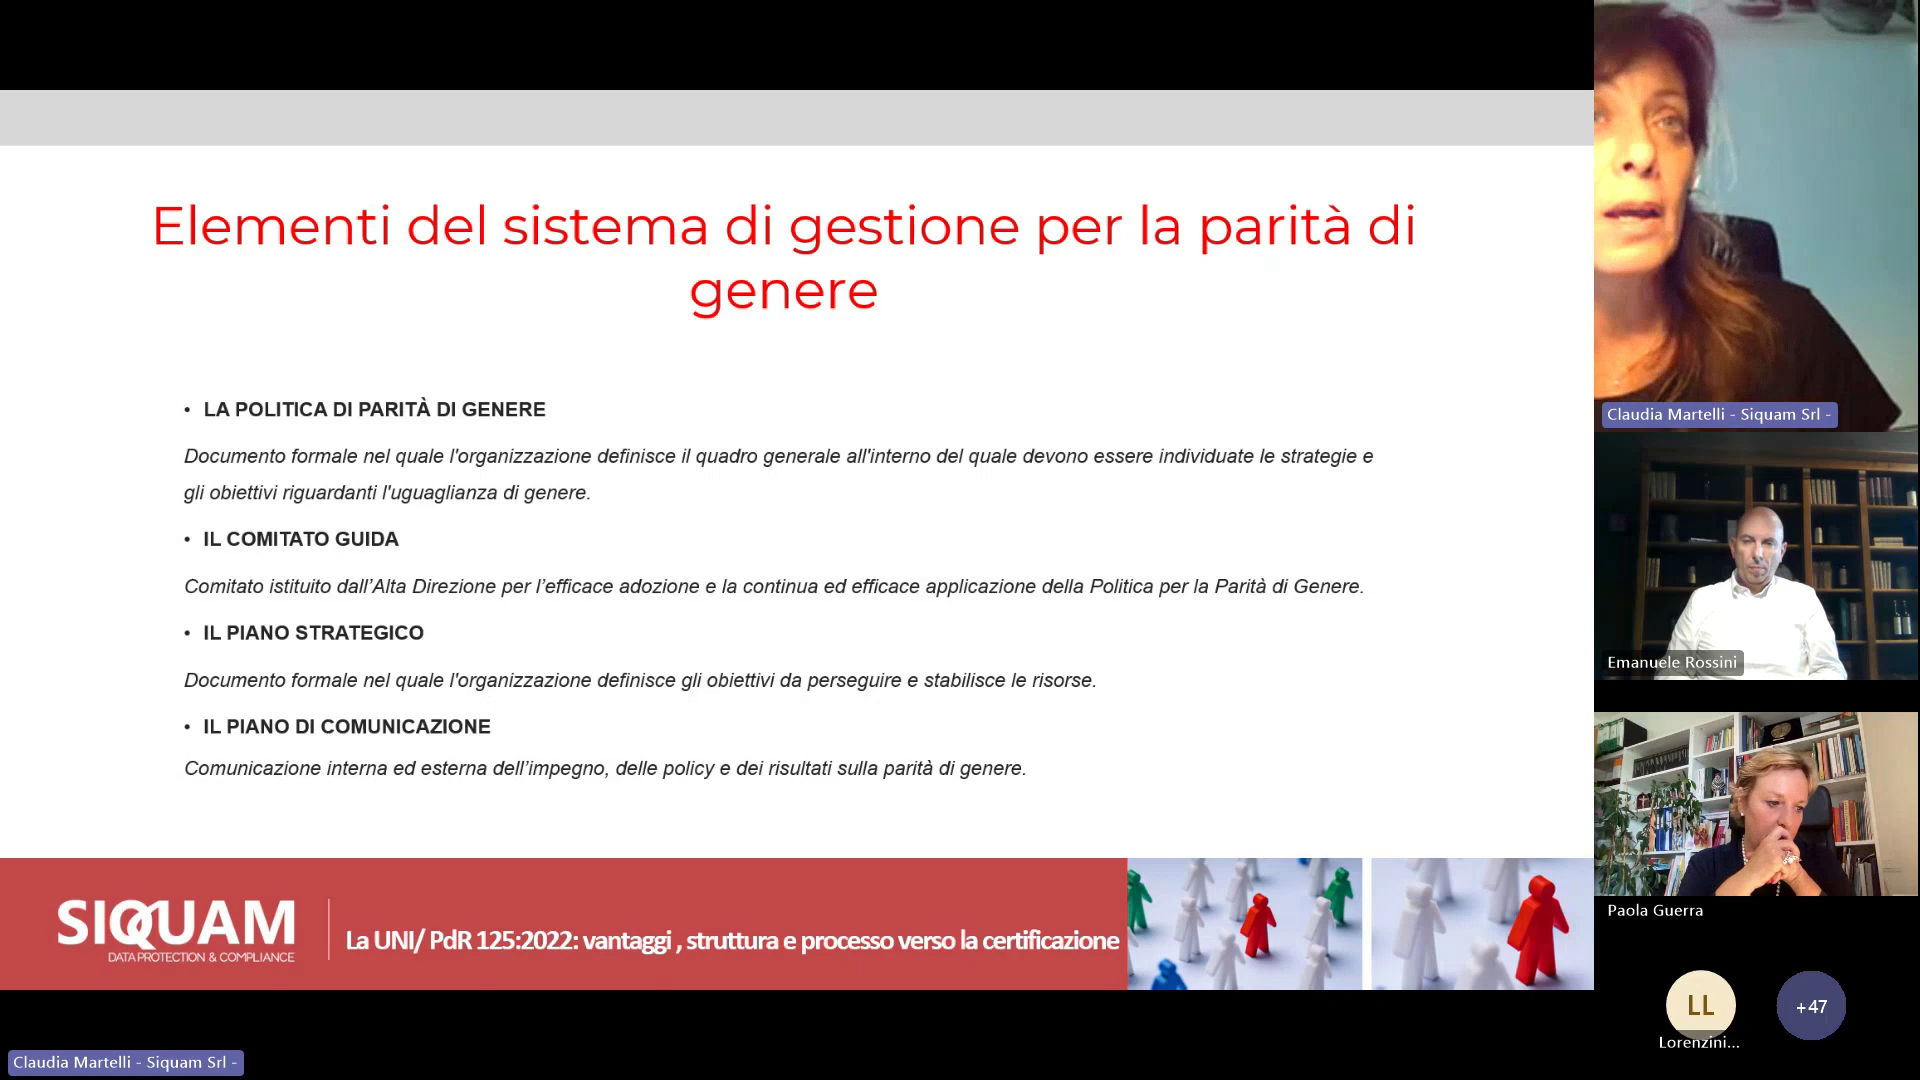 Elementi del sistema di gestione per la parità di
genere
• LA POLITICA DI PARITÀ DI GENERE
Documento formale nel quale l'organizzazione definisce il quadro generale all'interno del quale devono essere individuate le strategie e
gli obiettivi riguardanti l'uguaglianza di genere.
• IL COMITATO GUIDA
Comitato istituito dall’Alta Direzione per l’efficace adozione e la continua ed efficace applicazione della Politica per la Parità di Genere.
• IL PIANO STRATEGICO
Documento formale nel quale l'organizzazione definisce gli obiettivi da perseguire e stabilisce le risorse.
• IL PIANO DI COMUNICAZIONE
Comunicazione interna ed esterna dell’impegno, delle policy e dei risultati sulla parità di genere.
SIQUAM
DATA PROTECTION & COMPLIANCE
La UNI/ PdR 125:2022: vantaggi , struttura e processo verso la certificazione
Claudia Martelli - Siquam Srl -
Claudia Martelli - Siquam Srl -
Emanuele Rossini
Paola Guerra
LL
Lorenzini...
+47